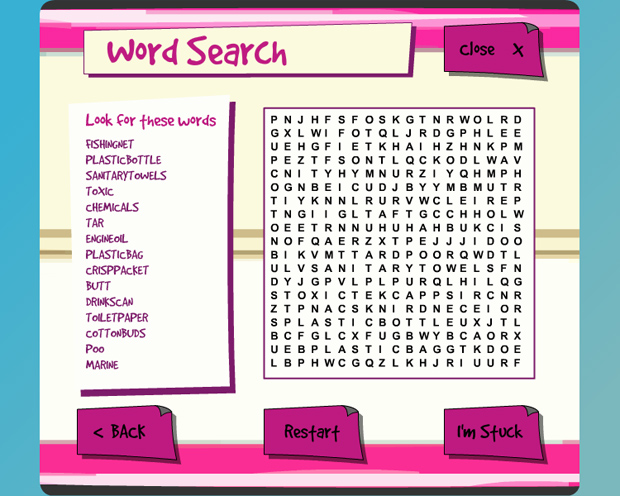 Word Search
Close X
Look for these words
FISHINGNET
PLASTICBOTTLE
SANITARYTOWELS
TOXIC
CHEMICALS
TAR
ENGINEOIL
PLASTICBAG
CRISPPACKET
BUTT
DRINKSCAN
TOILETPAPER
COTTONBUDS
POO
MARINE
P N J H F S F O S K G T N R W O L R D
G X L W I F O T Q L J R D G P H L E E
U E H G F I E T K H A I H Z H N K P M
P E Z T F S O N T L Q C K O D L W A V
C N I T Y H Y M N U R Z I Y Q H M P H
O G N B E I C U D J B Y Y M B M U T R
T I Y K N N L R U R V W C L E I R E P
T N G I I G L T A F T G C C H H O L W
O E E T R N N U H U H A H B U K C I S
N O F Q A E R Z X T P E J J J I D O O
B I K V M T T A R D P O O R Q W D T L
U L V S A N I T A R Y T O W E L S F N
D Y J G P V L P L P U R Q L H I L Q G
S T O X I C T E K C A P P S I R C N R
Z T P N A C S K N I R D N E C E I O R
S P L A S T I C B O T T L E U X J T L
B C F G L C X F U G B W Y B C A O R X
U E B P L A S T I C B A G G T K D O E
L B P H W C G Q Z L K H J R I U U R F
< BACK
Restart
I'm Stuck